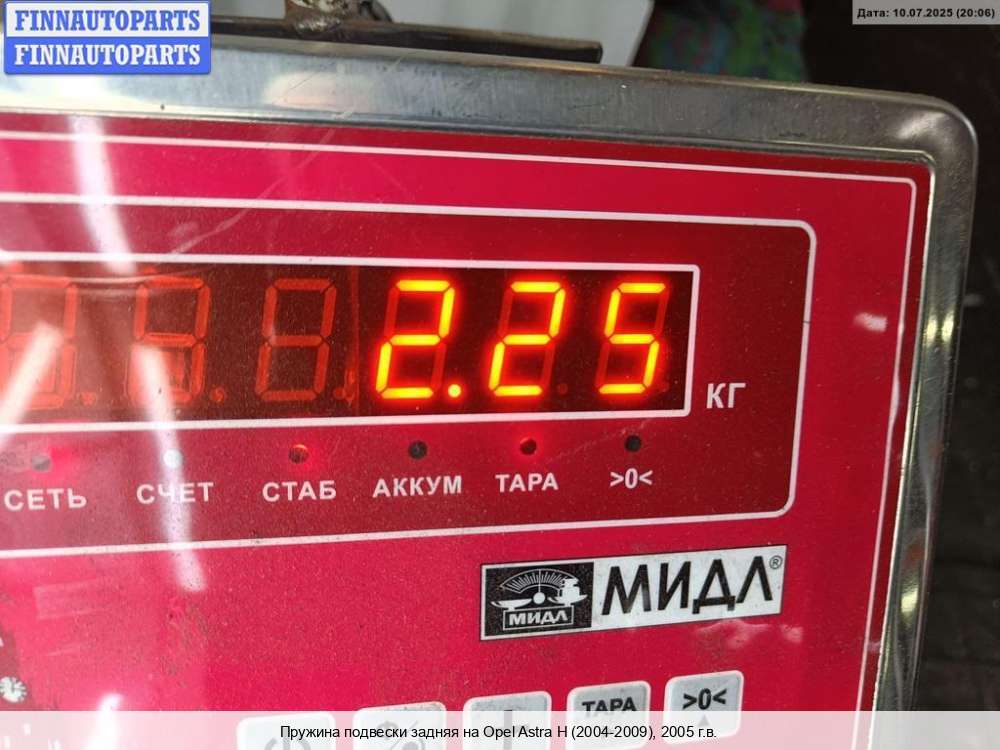 FINNAUTOPARTS
FINNAUTOPARTS
Дата: 10.07.2025 (20:06)
2.25
КГ
СЕТЬ СЧЕТ СТАБ АККУМ ТАРА >0<
МИДЛ МИДЛ®
ТАРА >0<
Пружина подвески задняя на Opel Astra H (2004-2009), 2005 г.в.